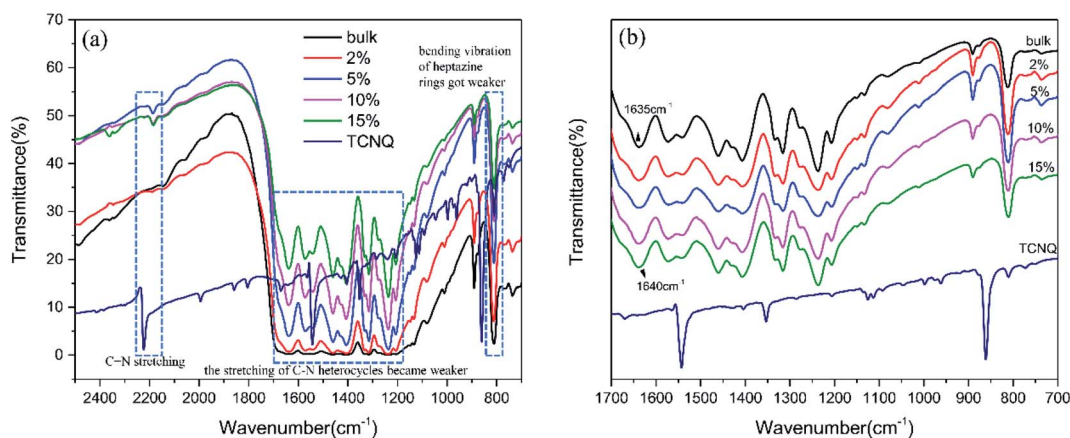 (a)
bulk
2%
5%
10%
15%
TCNQ
bending vibration
of heptazine
rings got weaker
C=N stretching
the stretching of C-N heterocycles became weaker
Transmittance(%)
70
60
50
40
30
20
10
0
2400 2200 2000 1800 1600 1400 1200 1000 800
Wavenumber(cm⁻¹)
(b)
bulk
2%
5%
10%
15%
TCNQ
1635cm⁻¹
1640cm⁻¹
Transmittance(%)
1700 1600 1500 1400 1300 1200 1100 1000 900 800 700
Wavenumber(cm⁻¹)